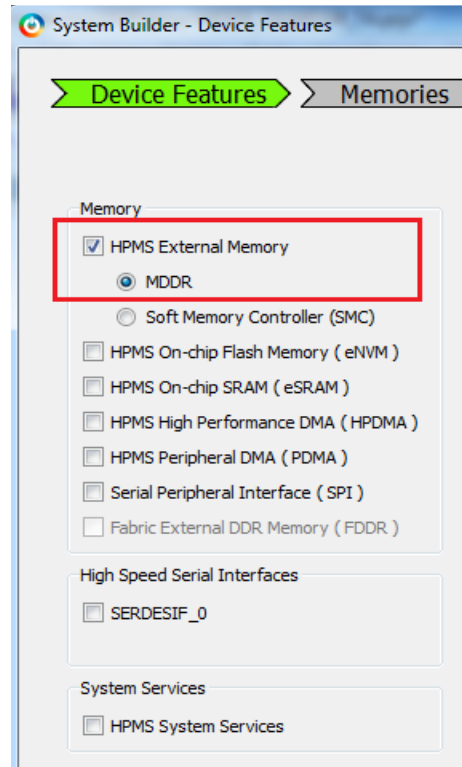 System Builder - Device Features
Device Features Memories
Memory
HPMS External Memory
MDDR
Soft Memory Controller (SMC)
HPMS On-chip Flash Memory ( eNVM )
HPMS On-chip SRAM ( eSRAM )
HPMS High Performance DMA ( HPDMA )
HPMS Peripheral DMA ( PDMA )
Serial Peripheral Interface ( SPI )
Fabric External DDR Memory ( FDDR )
High Speed Serial Interfaces
SERDESIF_0
System Services
HPMS System Services